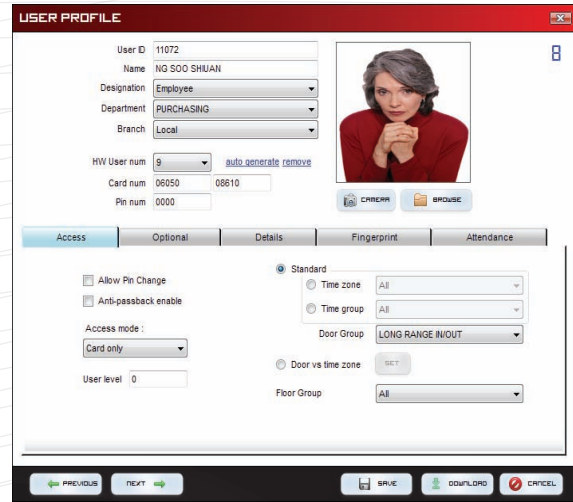 USER PROFILE
User ID 11072
Name NG SOO SHIUAN
Designation Employee
Department PURCHASING
Branch Local
HW User num 9 auto generate remove
Card num 06050 08610
Pin num 0000
8
CAMERA BROWSE
Access Optional Details Fingerprint Attendance
Allow Pin Change
Anti-passback enable
Access mode :
Card only
User level 0
Standard
Time zone All
Time group All
Door Group LONG RANGE IN/OUT
Door vs time zone SET
Floor Group All
PREVIOUS NEXT SAVE DOWNLOAD CANCEL